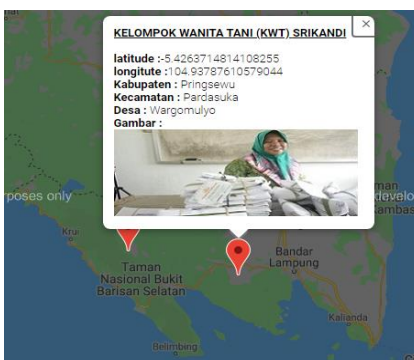 KELOMPOK WANITA TANI (KWT) SRIKANDI
latitude :-5.4263714814108255
longitute :104.93787610579044
Kabupaten : Pringsewu
Kecamatan : Pardasuka
Desa : Wargomulyo
Gambar :
poses only
develo
Krui
Bandar
Lampung
Taman
Nasional Bukit
Barisan Selatan
Kalianda
Belimbing